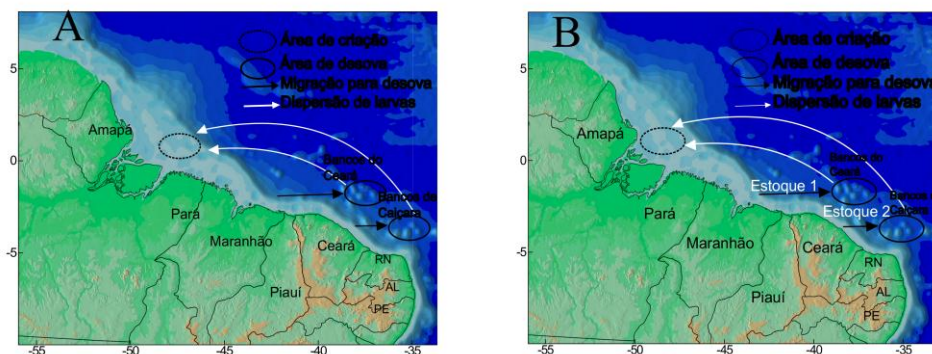 A
Área de criação
Área de desova
Migração para desova
Dispersão de larvas
5
Amapá
0
Bancos do
Ceará
Bancos de
Caiçara
Pará
Maranhão
Ceará
-5
RN
Piauí
AL
PE
-55
-50
-45
-40
-35
B
Área de criação
Área de desova
Migração para desova
Dispersão de larvas
5
Amapá
0
Bancos do
Ceará
Estoque 1
Bancos de
Caiçara
Estoque 2
Pará
Maranhão
Ceará
-5
RN
Piauí
AL
PE
-55
-50
-45
-40
-35